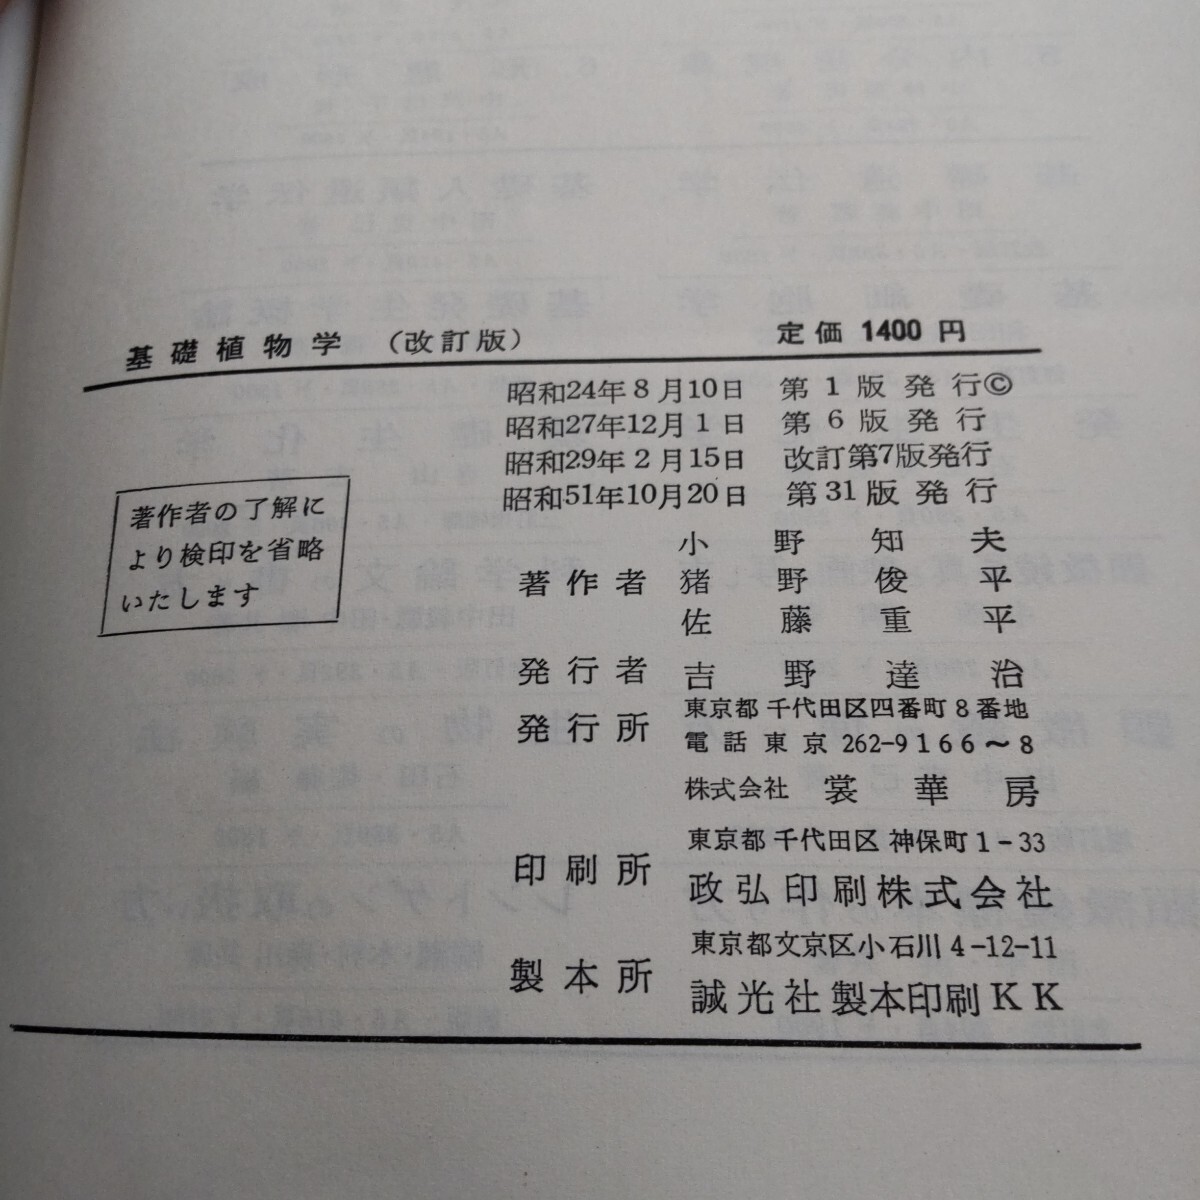 基礎植物学 （改訂版） 定価 1400 円
昭和24年8月10日 第1版発行©
昭和27年12月1日 第6版発行
昭和29年2月15日 改訂第7版発行
昭和51年10月20日 第31版発行
著作者の了解に
より検印を省略
いたします
小野知夫
著作者 猪野俊平
佐藤重平
発行者 吉野達治
発行所 東京都千代田区四番町8番地
電話東京262-9166～8
株式会社 裳華房
印刷所 東京都千代田区神保町1-33
政弘印刷株式会社
製本所 東京都文京区小石川4-12-11
誠光社製本印刷KK